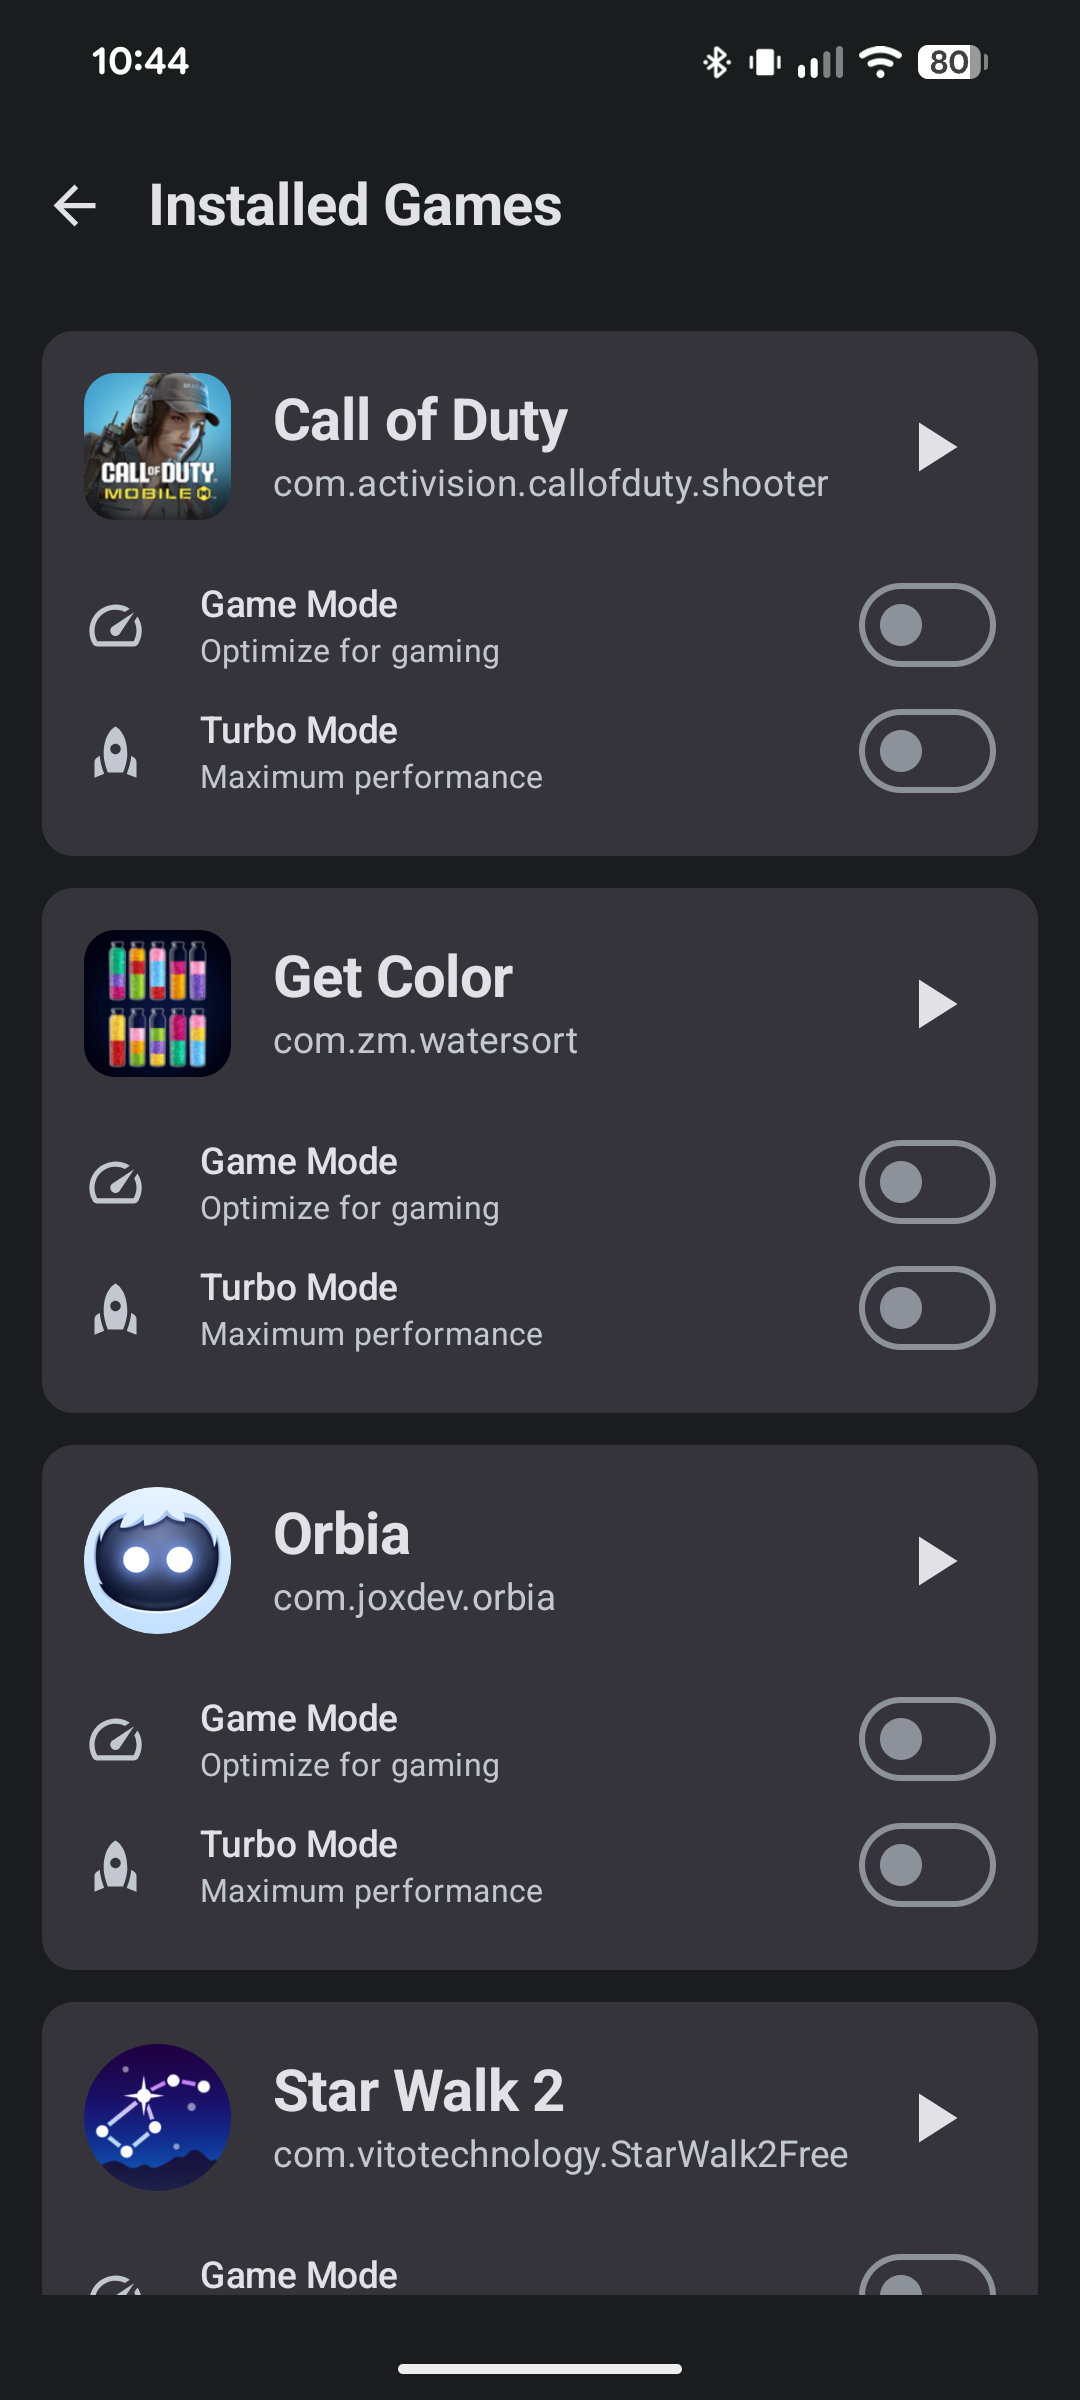 10:44
80
Installed Games
CALL OF DUTY
MOBILE
Call of Duty
com.activision.callofduty.shooter
Game Mode
Optimize for gaming
Turbo Mode
Maximum performance
Get Color
com.zm.watersort
Game Mode
Optimize for gaming
Turbo Mode
Maximum performance
Orbia
com.joxdev.orbia
Game Mode
Optimize for gaming
Turbo Mode
Maximum performance
Star Walk 2
com.vitotechnology.StarWalk2Free
Game Mode